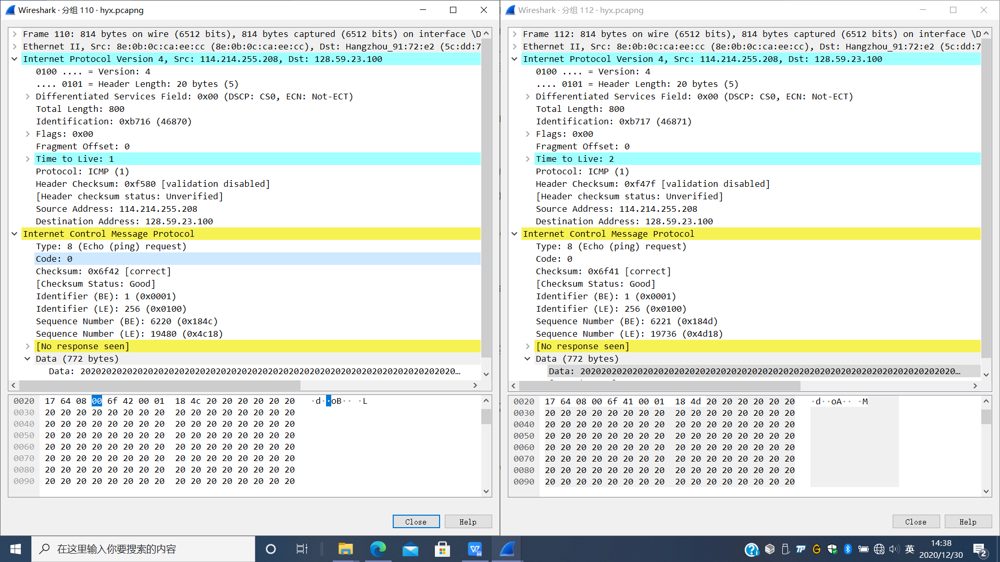 Wireshark · 分组 110 · hyx.pcapng
Frame 110: 814 bytes on wire (6512 bits), 814 bytes captured (6512 bits) on interface \D
Ethernet II, Src: 8e:0b:0c:ca:ee:cc (8e:0b:0c:ca:ee:cc), Dst: Hangzhou_91:72:e2 (5c:dd:7
Internet Protocol Version 4, Src: 114.214.255.208, Dst: 128.59.23.100
0100 .... = Version: 4
.... 0101 = Header Length: 20 bytes (5)
Differentiated Services Field: 0x00 (DSCP: CS0, ECN: Not-ECT)
Total Length: 800
Identification: 0xb716 (46870)
Flags: 0x00
Fragment Offset: 0
Time to Live: 1
Protocol: ICMP (1)
Header Checksum: 0xf580 [validation disabled]
[Header checksum status: Unverified]
Source Address: 114.214.255.208
Destination Address: 128.59.23.100
Internet Control Message Protocol
Type: 8 (Echo (ping) request)
Code: 0
Checksum: 0x6f42 [correct]
[Checksum Status: Good]
Identifier (BE): 1 (0x0001)
Identifier (LE): 256 (0x0100)
Sequence Number (BE): 6220 (0x184c)
Sequence Number (LE): 19480 (0x4c18)
[No response seen]
Data (772 bytes)
Data: 202020202020202020202020202020202020202020202020202020202020202020202020…
0020 17 64 08 00 6f 42 00 01 18 4c 20 20 20 20 20 20 ·d··oB·· ·L
0030 20 20 20 20 20 20 20 20 20 20 20 20 20 20 20 20
0040 20 20 20 20 20 20 20 20 20 20 20 20 20 20 20 20
0050 20 20 20 20 20 20 20 20 20 20 20 20 20 20 20 20
0060 20 20 20 20 20 20 20 20 20 20 20 20 20 20 20 20
0070 20 20 20 20 20 20 20 20 20 20 20 20 20 20 20 20
0080 20 20 20 20 20 20 20 20 20 20 20 20 20 20 20 20
0090 20 20 20 20 20 20 20 20 20 20 20 20 20 20 20 20
Close Help
Wireshark · 分组 112 · hyx.pcapng
Frame 112: 814 bytes on wire (6512 bits), 814 bytes captured (6512 bits) on interface \D
Ethernet II, Src: 8e:0b:0c:ca:ee:cc (8e:0b:0c:ca:ee:cc), Dst: Hangzhou_91:72:e2 (5c:dd:7
Internet Protocol Version 4, Src: 114.214.255.208, Dst: 128.59.23.100
0100 .... = Version: 4
.... 0101 = Header Length: 20 bytes (5)
Differentiated Services Field: 0x00 (DSCP: CS0, ECN: Not-ECT)
Total Length: 800
Identification: 0xb717 (46871)
Flags: 0x00
Fragment Offset: 0
Time to Live: 2
Protocol: ICMP (1)
Header Checksum: 0xf47f [validation disabled]
[Header checksum status: Unverified]
Source Address: 114.214.255.208
Destination Address: 128.59.23.100
Internet Control Message Protocol
Type: 8 (Echo (ping) request)
Code: 0
Checksum: 0x6f41 [correct]
[Checksum Status: Good]
Identifier (BE): 1 (0x0001)
Identifier (LE): 256 (0x0100)
Sequence Number (BE): 6221 (0x184d)
Sequence Number (LE): 19736 (0x4d18)
[No response seen]
Data (772 bytes)
Data: 202020202020202020202020202020202020202020202020202020202020202020202020…
0020 17 64 08 00 6f 41 00 01 18 4d 20 20 20 20 20 20 ·d··oA·· ·M
0030 20 20 20 20 20 20 20 20 20 20 20 20 20 20 20 20
0040 20 20 20 20 20 20 20 20 20 20 20 20 20 20 20 20
0050 20 20 20 20 20 20 20 20 20 20 20 20 20 20 20 20
0060 20 20 20 20 20 20 20 20 20 20 20 20 20 20 20 20
0070 20 20 20 20 20 20 20 20 20 20 20 20 20 20 20 20
0080 20 20 20 20 20 20 20 20 20 20 20 20 20 20 20 20
0090 20 20 20 20 20 20 20 20 20 20 20 20 20 20 20 20
Close Help
在这里输入你要搜索的内容
英
14:38
2020/12/30
2